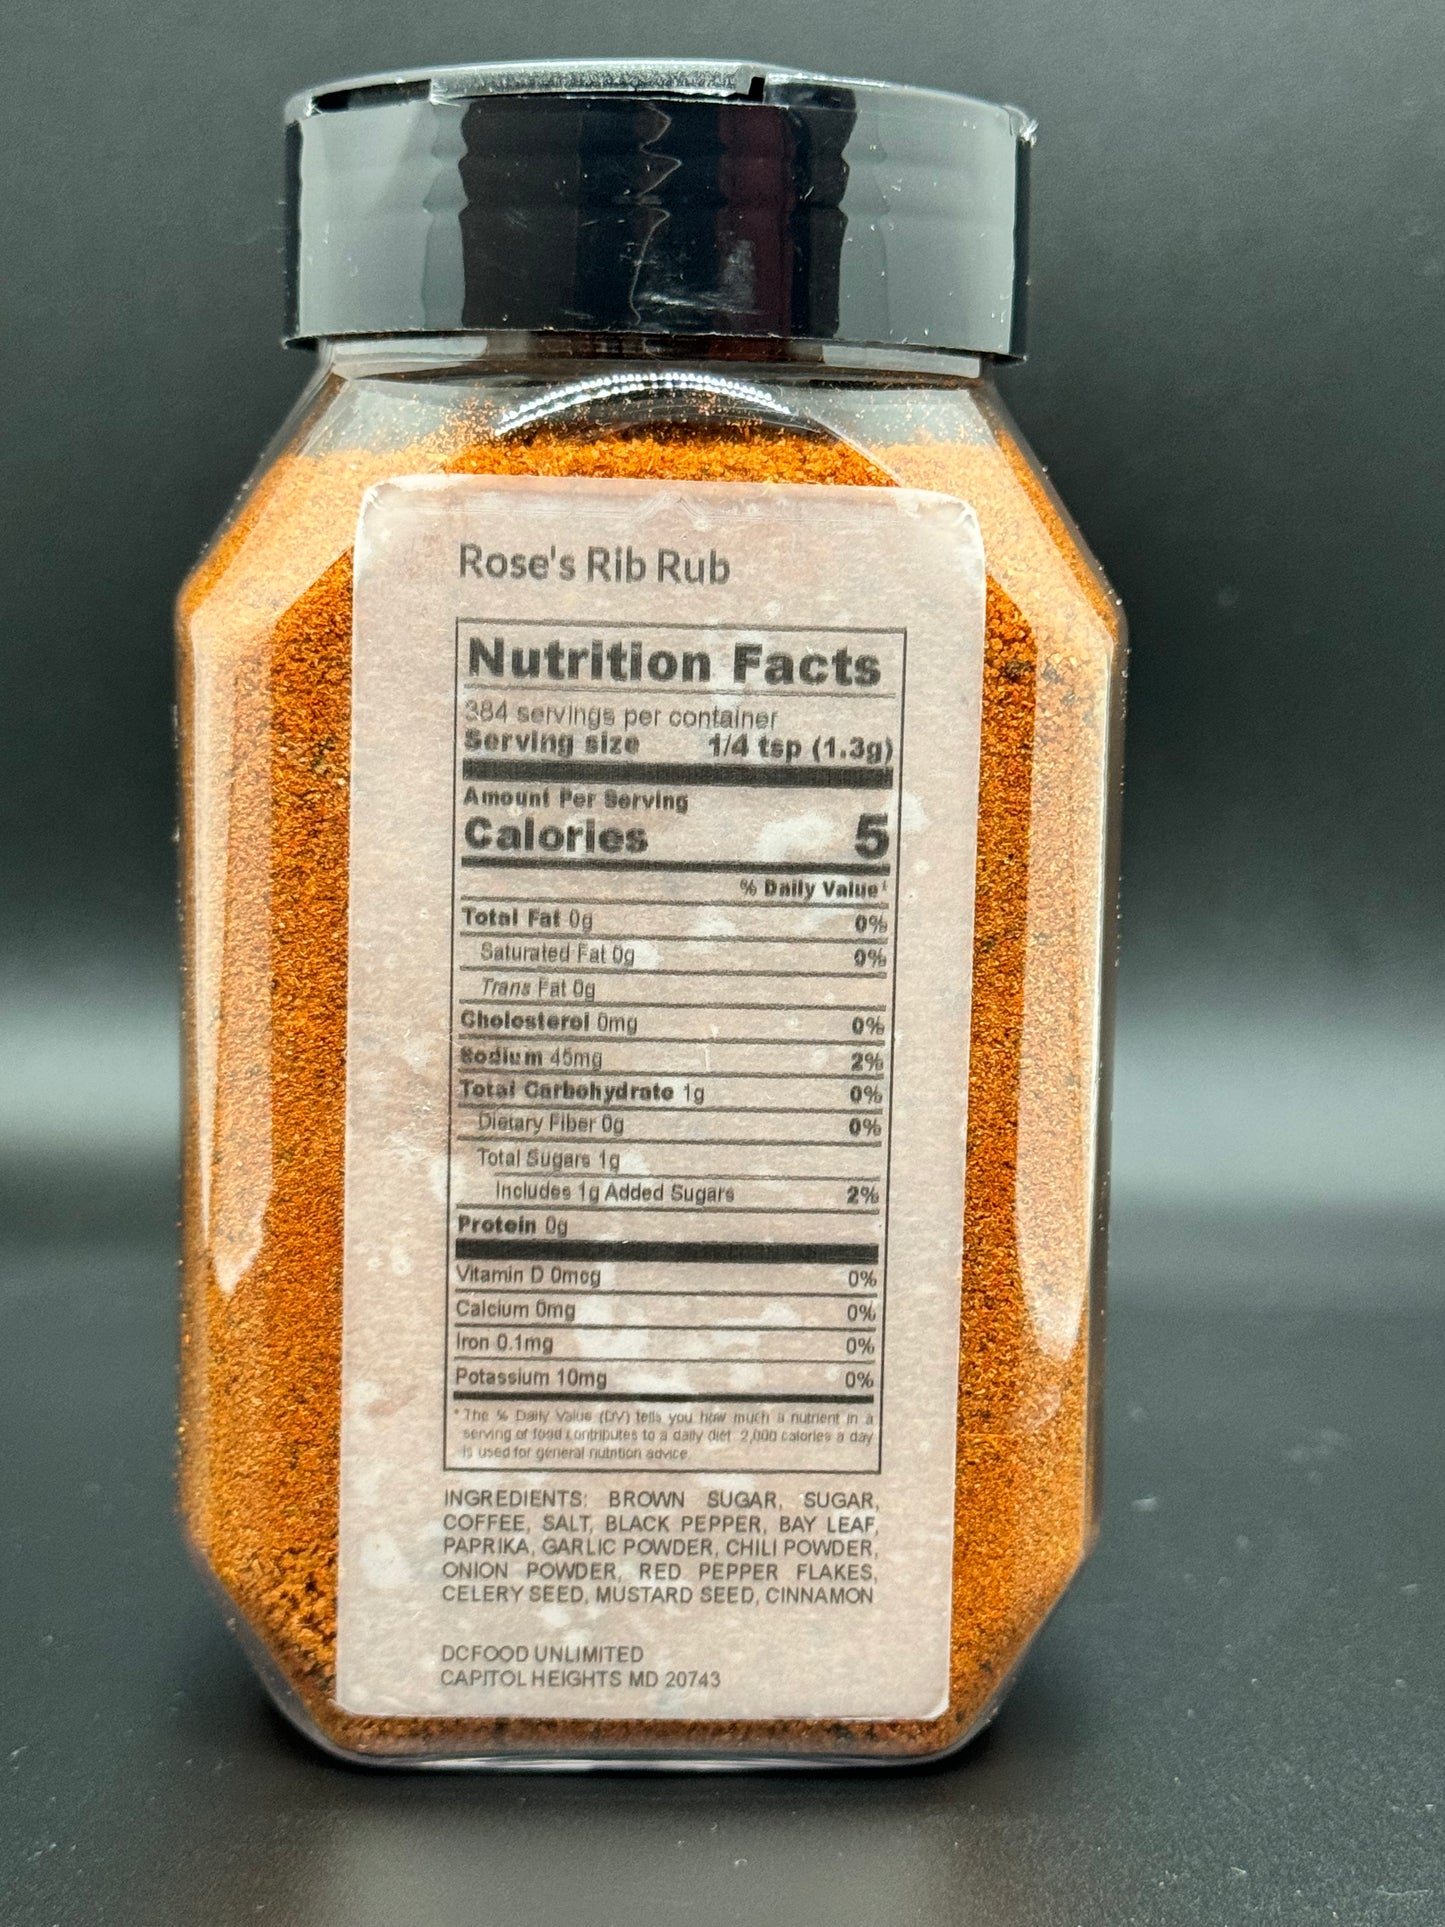 Rose's Rib Rub
Nutrition Facts
384 servings per container
Serving size 1/4 tsp (1.3g)
Amount Per Serving
Calories 5
% Daily Value*
Total Fat 0g 0%
Saturated Fat 0g 0%
Trans Fat 0g
Cholesterol 0mg 0%
Sodium 45mg 2%
Total Carbohydrate 1g 0%
Dietary Fiber 0g 0%
Total Sugars 1g
Includes 1g Added Sugars 2%
Protein 0g
Vitamin D 0mcg 0%
Calcium 0mg 0%
Iron 0.1mg 0%
Potassium 10mg 0%
*The % Daily Value (DV) tells you how much a nutrient in a
serving of food contributes to a daily diet. 2,000 calories a day
is used for general nutrition advice.
INGREDIENTS: BROWN SUGAR, SUGAR,
COFFEE, SALT, BLACK PEPPER, BAY LEAF,
PAPRIKA, GARLIC POWDER, CHILI POWDER,
ONION POWDER, RED PEPPER FLAKES,
CELERY SEED, MUSTARD SEED, CINNAMON
DCFOOD UNLIMITED
CAPITOL HEIGHTS MD 20743